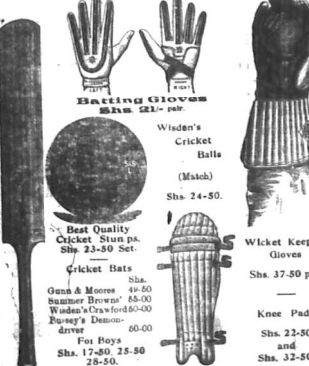 LEFT
RIGHT
Batting Gloves
Shs. 21/- pair.
Wisden's
Cricket
Balls
(Match)
Shs. 24-50.
Best Quality
Cricket Stumps.
Shs. 23-50 Set.
Cricket Bats
Shs.
Gunn & Moores 49-50
Summer Browns' 65-00
Wisden's Crawford 60-00
Bussey's Demon-
driver 60-00
For Boys
Shs. 17-50, 25-50
28-50.
Wicket Keep
Gloves
Shs. 37-50 p
Knee Pad
Shs. 22-50
and
Shs. 32-50